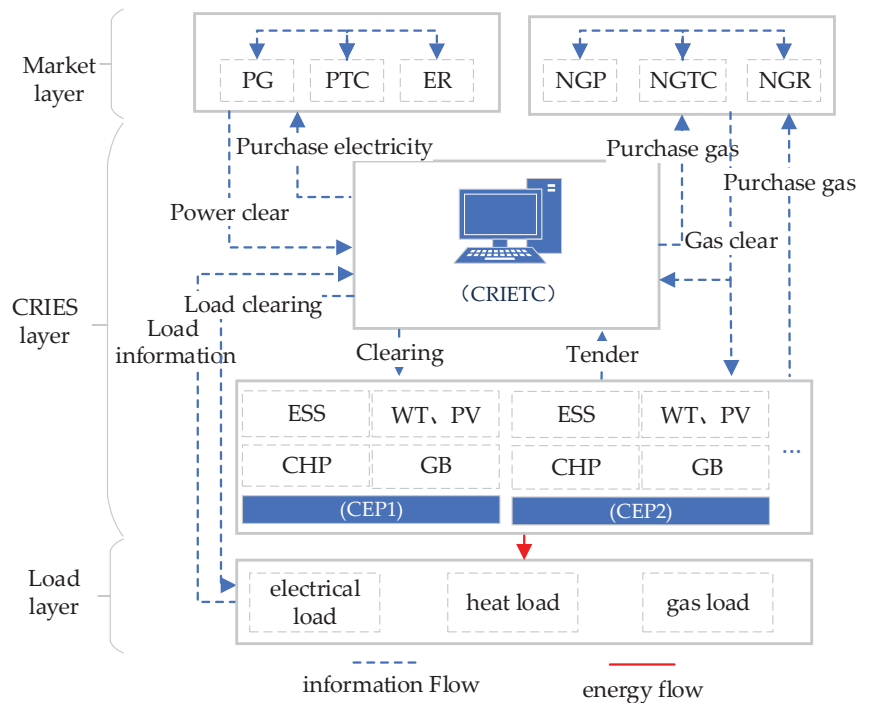 Market
layer
PG
PTC
ER
NGP
NGTC
NGR
Purchase electricity
Purchase gas
Purchase gas
Power clear
Gas clear
（CRIETC）
CRIES
layer
Load clearing
Load
information
Clearing
Tender
ESS
WT、PV
ESS
WT、PV
CHP
GB
CHP
GB
...
(CEP1)
(CEP2)
Load
layer
electrical
load
heat load
gas load
information Flow
energy flow